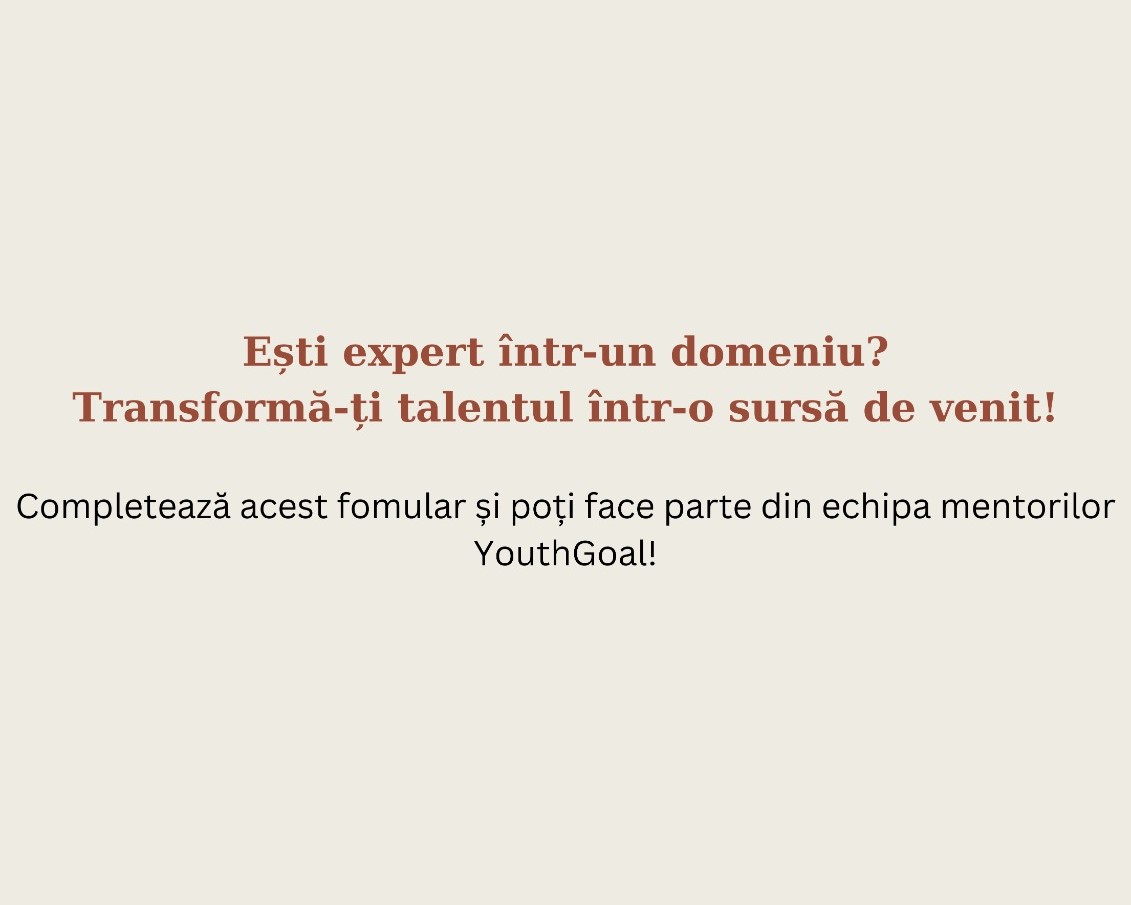 Ești expert într-un domeniu?
Transformă-ți talentul într-o sursă de venit!
Completează acest fomular și poți face parte din echipa mentorilor
YouthGoal!